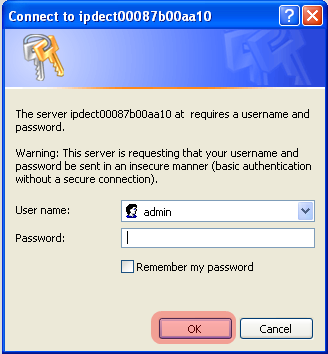 Connect to ipdect00087b00aa10
The server ipdect00087b00aa10 at requires a username and
password.
Warning: This server is requesting that your username and
password be sent in an insecure manner (basic authentication
without a secure connection).
User name:
admin
Password:
Remember my password
OK
Cancel